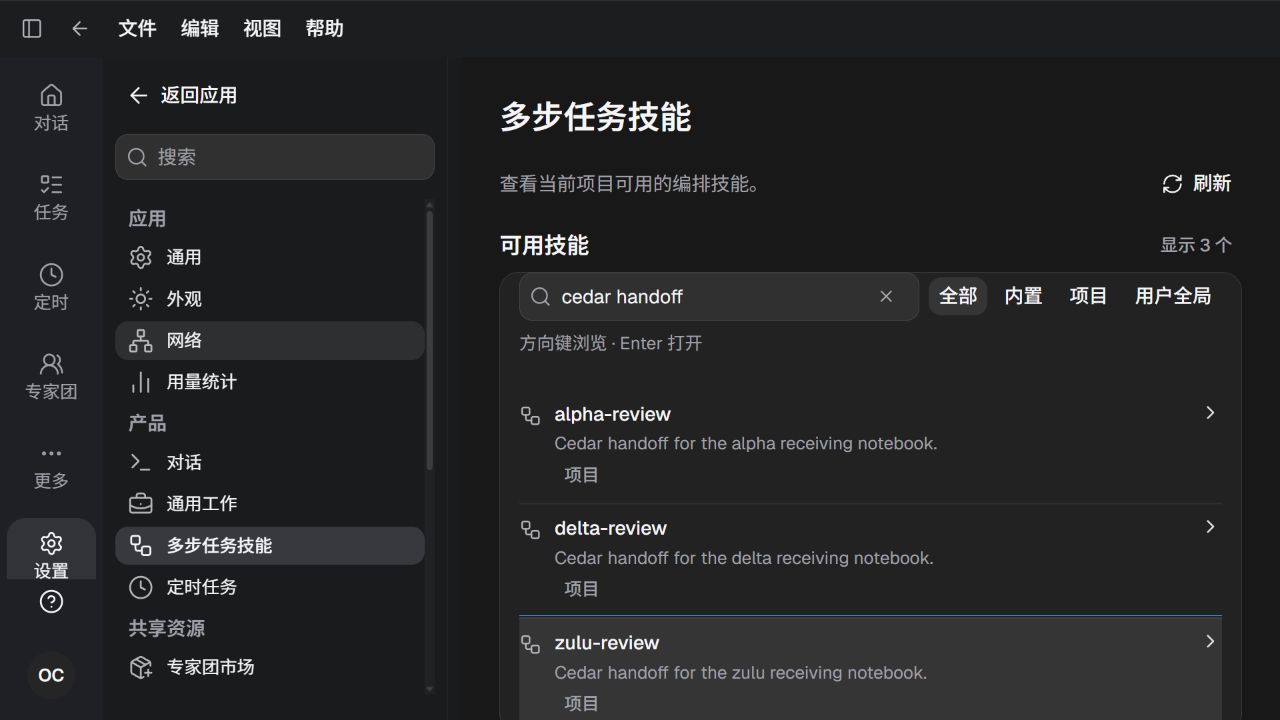 文件 编辑 视图 帮助
对话
任务
定时
专家团
更多
设置
OC
返回应用
搜索
应用
通用
外观
网络
用量统计
产品
对话
通用工作
多步任务技能
定时任务
共享资源
专家团市场
多步任务技能
查看当前项目可用的编排技能。
刷新
可用技能
显示 3 个
cedar handoff
全部 内置 项目 用户全局
方向键浏览 · Enter 打开
alpha-review
Cedar handoff for the alpha receiving notebook.
项目
delta-review
Cedar handoff for the delta receiving notebook.
项目
zulu-review
Cedar handoff for the zulu receiving notebook.
项目